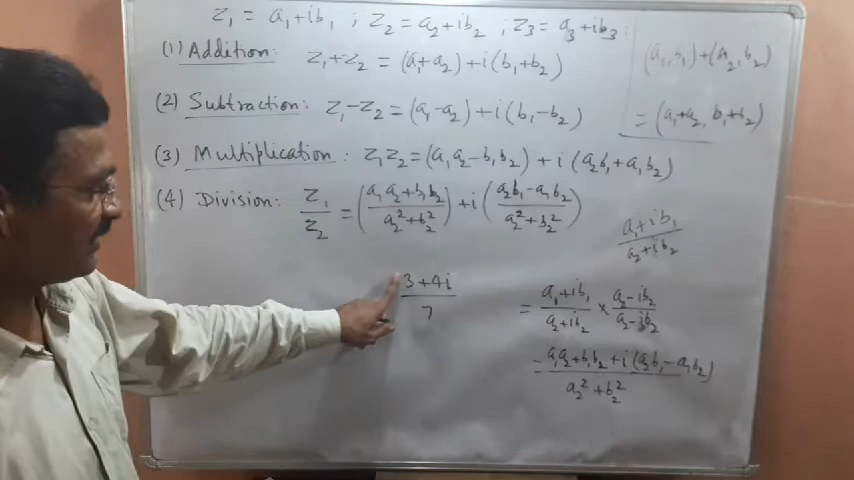 z₁ = a₁+ib₁ ; z₂ = a₂+ib₂ ; z₃ = a₃+ib₃ :
(1) Addition: z₁+z₂ = (a₁+a₂)+i(b₁+b₂)
(a₁, b₁)+(a₂, b₂)
= (a₁+a₂, b₁+b₂)
(2) Subtraction: z₁-z₂ = (a₁-a₂)+i(b₁-b₂)
(3) Multiplication: z₁z₂ = (a₁a₂-b₁b₂) + i(a₂b₁+a₁b₂)
(4) Division: z₁/z₂ = ((a₁a₂+b₁b₂)/(a₂²+b₂²)) + i((a₂b₁-a₁b₂)/(a₂²+b₂²))
(a₁+ib₁)/(a₂+ib₂)
(3+4i)/7
= (a₁+ib₁)/(a₂+ib₂) × (a₂-ib₂)/(a₂-ib₂)
= (a₁a₂+b₁b₂+i(a₂b₁-a₁b₂))/(a₂²+b₂²)